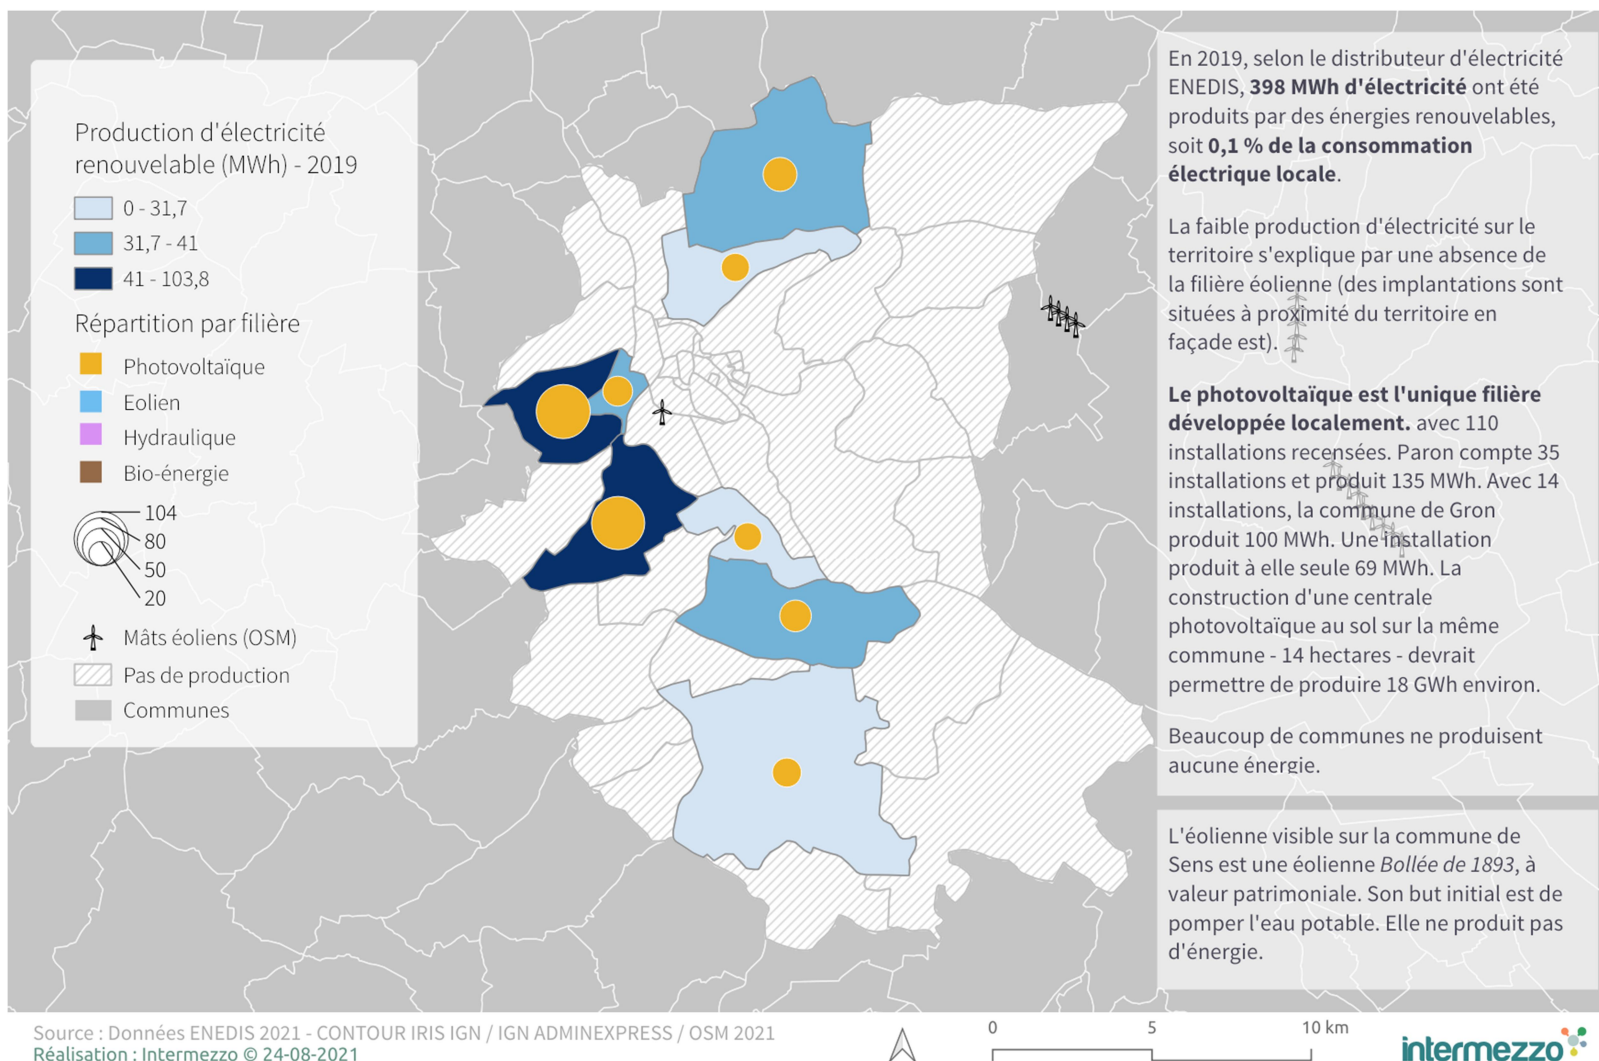 Production d'électricité
renouvelable (MWh) - 2019
0 - 31,7
31,7 - 41
41 - 103,8
Répartition par filière
Photovoltaïque
Eolien
Hydraulique
Bio-énergie
104
80
50
20
Mâts éoliens (OSM)
Pas de production
Communes
En 2019, selon le distributeur d'électricité
ENEDIS, 398 MWh d'électricité ont été
produits par des énergies renouvelables,
soit 0,1 % de la consommation
électrique locale.
La faible production d'électricité sur le
territoire s'explique par une absence de
la filière éolienne (des implantations sont
situées à proximité du territoire en
façade est).
Le photovoltaïque est l'unique filière
développée localement. avec 110
installations recensées. Paron compte 35
installations et produit 135 MWh. Avec 14
installations, la commune de Gron
produit 100 MWh. Une installation
produit à elle seule 69 MWh. La
construction d'une centrale
photovoltaïque au sol sur la même
commune - 14 hectares - devrait
permettre de produire 18 GWh environ.
Beaucoup de communes ne produisent
aucune énergie.
L'éolienne visible sur la commune de
Sens est une éolienne Bollée de 1893, à
valeur patrimoniale. Son but initial est de
pomper l'eau potable. Elle ne produit pas
d'énergie.
Source : Données ENEDIS 2021 - CONTOUR IRIS IGN / IGN ADMINEXPRESS / OSM 2021
Réalisation : Intermezzo © 24-08-2021
0 5 10 km
intermezzo